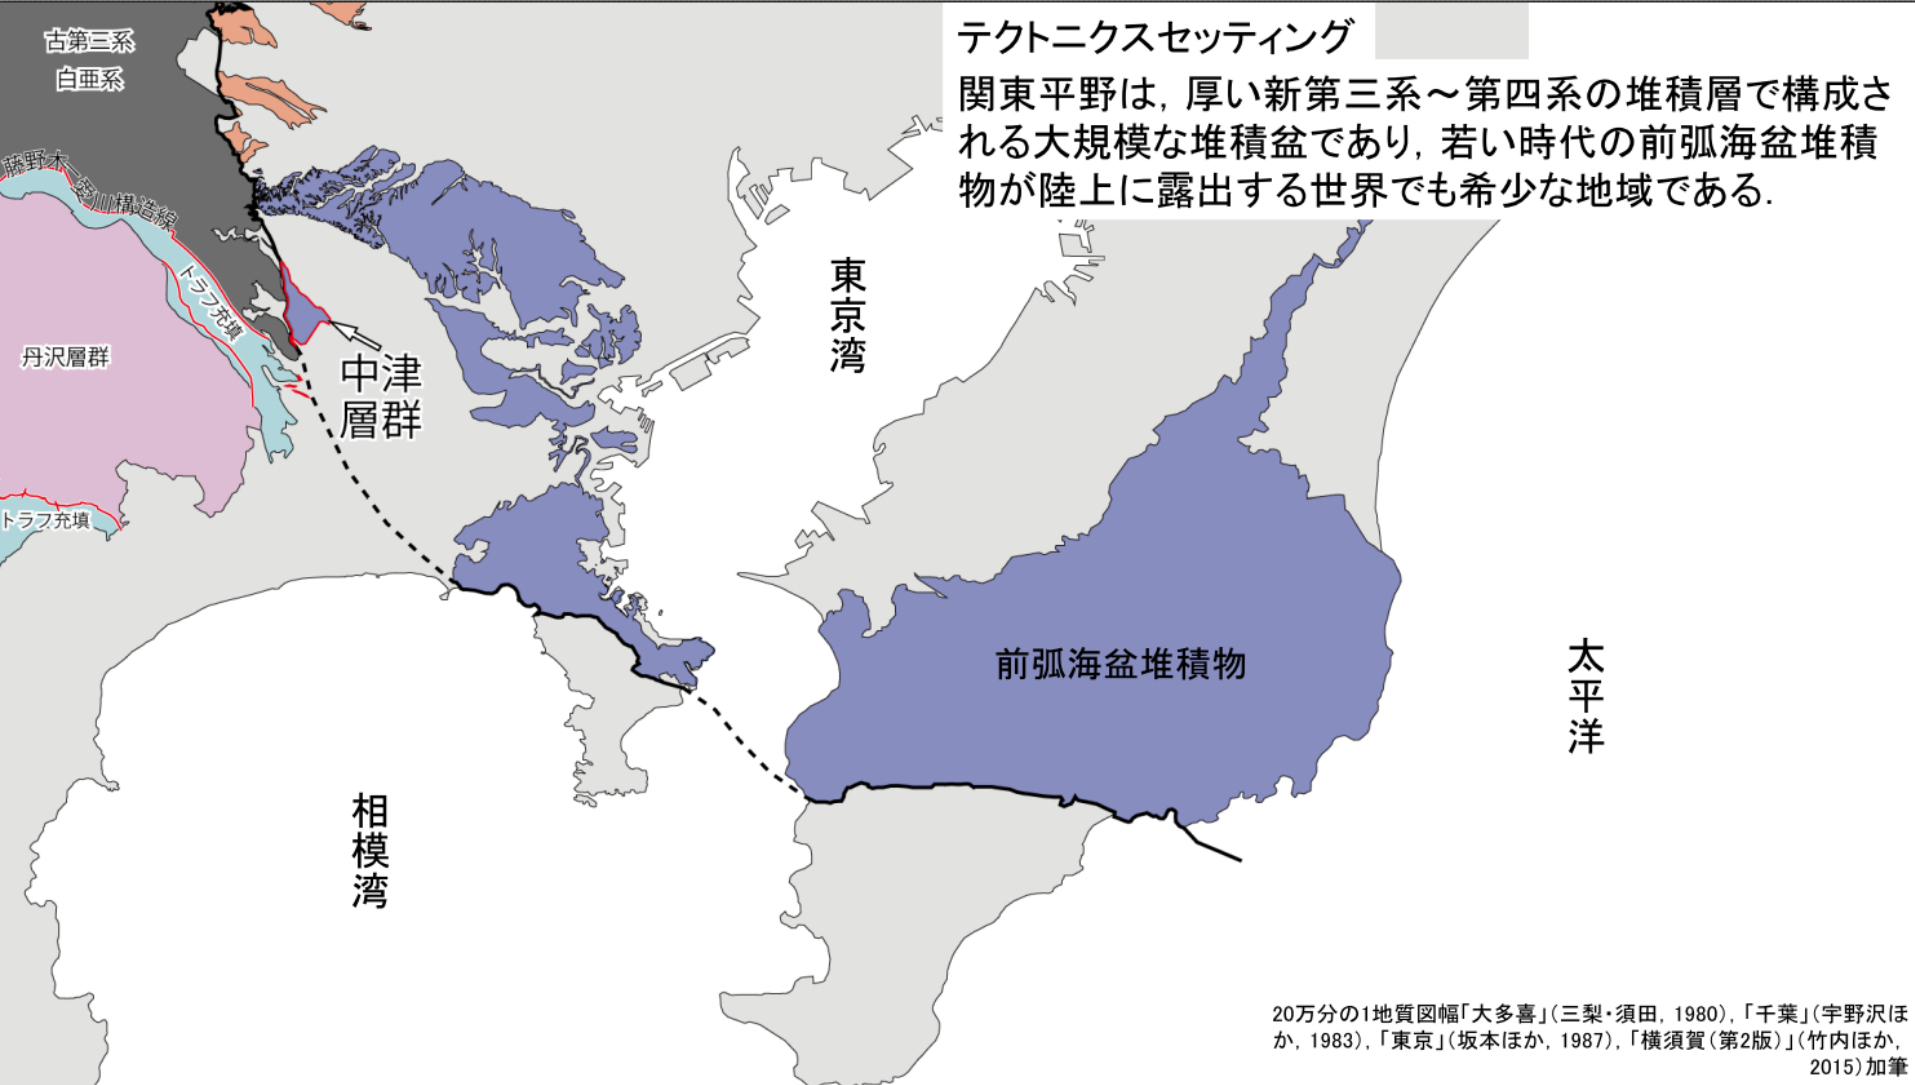 テクトニクスセッティング
関東平野は，厚い新第三系～第四系の堆積層で構成さ
れる大規模な堆積盆であり，若い時代の前弧海盆堆積
物が陸上に露出する世界でも希少な地域である．
古第三系
白亜系
藤野木－愛川構造線
トラフ充填
丹沢層群
トラフ充填
中津
層群
東京湾
前弧海盆堆積物
太平洋
相模湾
20万分の1地質図幅「大多喜」（三梨・須田，1980），「千葉」（宇野沢ほ
か，1983），「東京」（坂本ほか，1987），「横須賀（第2版）」（竹内ほか，
2015）加筆